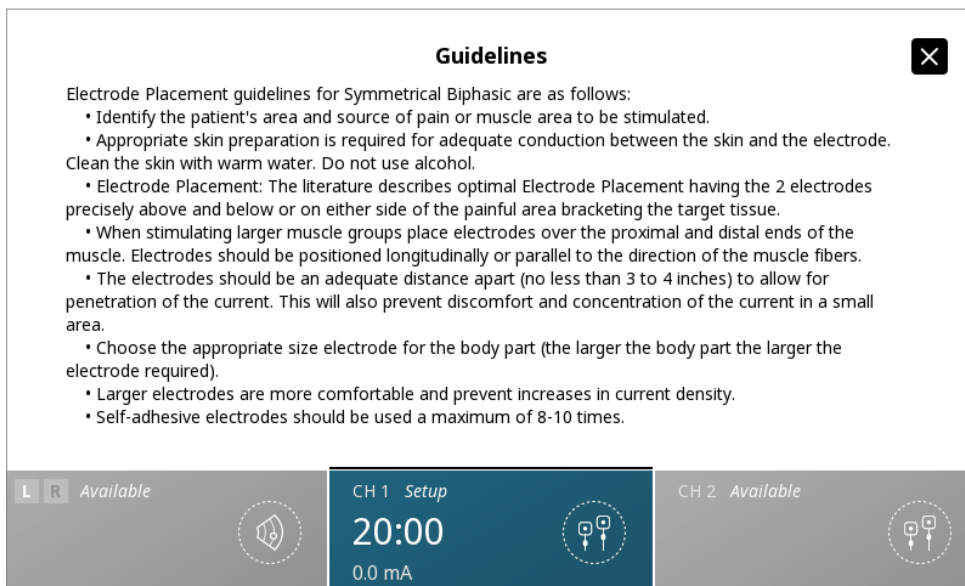 Guidelines
Electrode Placement guidelines for Symmetrical Biphasic are as follows:
• Identify the patient's area and source of pain or muscle area to be stimulated.
• Appropriate skin preparation is required for adequate conduction between the skin and the electrode.
Clean the skin with warm water. Do not use alcohol.
• Electrode Placement: The literature describes optimal Electrode Placement having the 2 electrodes
precisely above and below or on either side of the painful area bracketing the target tissue.
• When stimulating larger muscle groups place electrodes over the proximal and distal ends of the
muscle. Electrodes should be positioned longitudinally or parallel to the direction of the muscle fibers.
• The electrodes should be an adequate distance apart (no less than 3 to 4 inches) to allow for
penetration of the current. This will also prevent discomfort and concentration of the current in a small
area.
• Choose the appropriate size electrode for the body part (the larger the body part the larger the
electrode required).
• Larger electrodes are more comfortable and prevent increases in current density.
• Self-adhesive electrodes should be used a maximum of 8-10 times.
L R Available
CH 1 Setup
20:00
0.0 mA
CH 2 Available